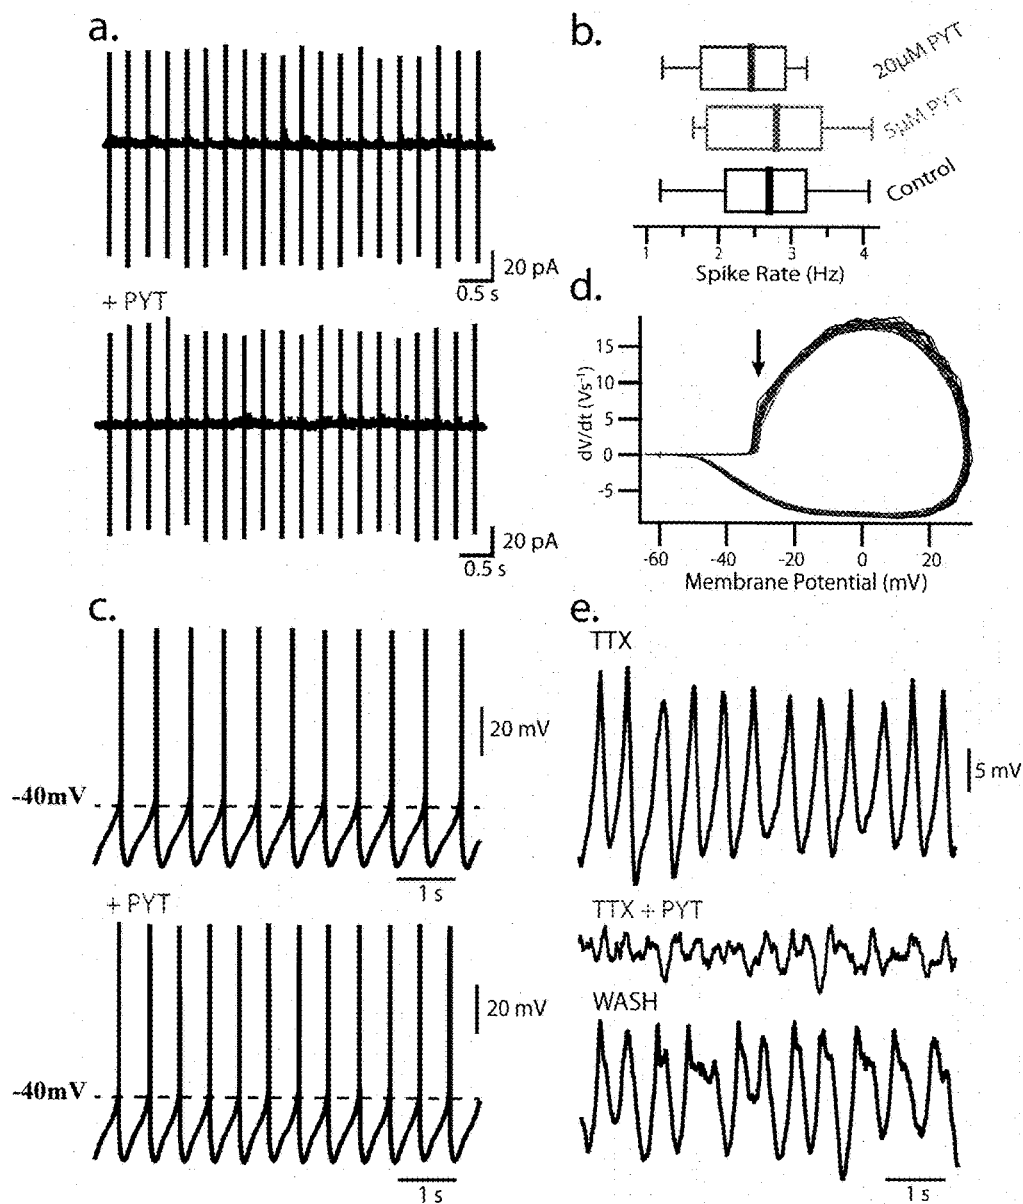 a.
20 pA
0.5 s
+ PYT
20 pA
0.5 s
b.
20µM PYT
5µM PYT
Control
1 2 3 4
Spike Rate (Hz)
c.
20 mV
-40mV
1 s
+ PYT
20 mV
-40mV
1 s
d.
dV/dt (Vs⁻¹)
15
10
5
0
-5
-60 -40 -20 0 20
Membrane Potential (mV)
e.
TTX
5 mV
TTX + PYT
WASH
1 s